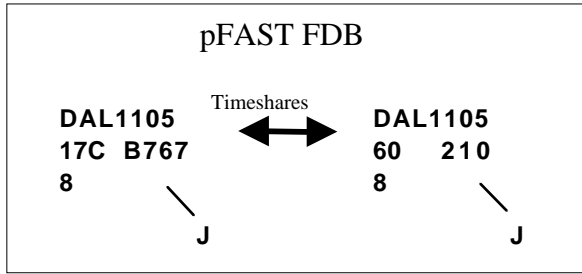 pFAST FDB
Timeshares
DAL1105 DAL1105
17C B767 60 210
8 8
J J